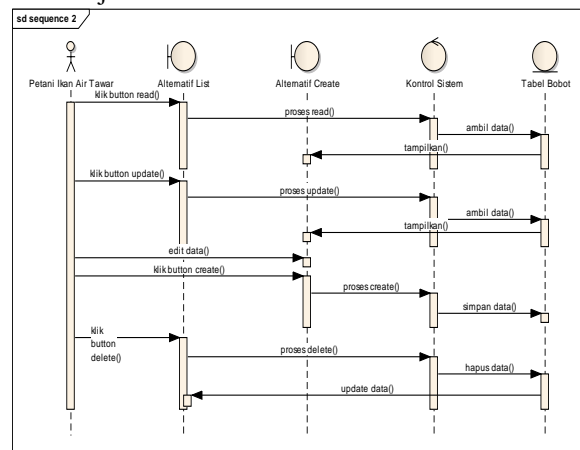 sd sequence 2
Petani Ikan Air Tawar
Alternatif List
Alternatif Create
Kontrol Sistem
Tabel Bobot
klik button read()
proses read()
ambil data()
tampilkan()
klik button update()
proses update()
ambil data()
tampilkan()
edit data()
klik button create()
proses create()
simpan data()
klik
button
delete()
proses delete()
hapus data()
update data()